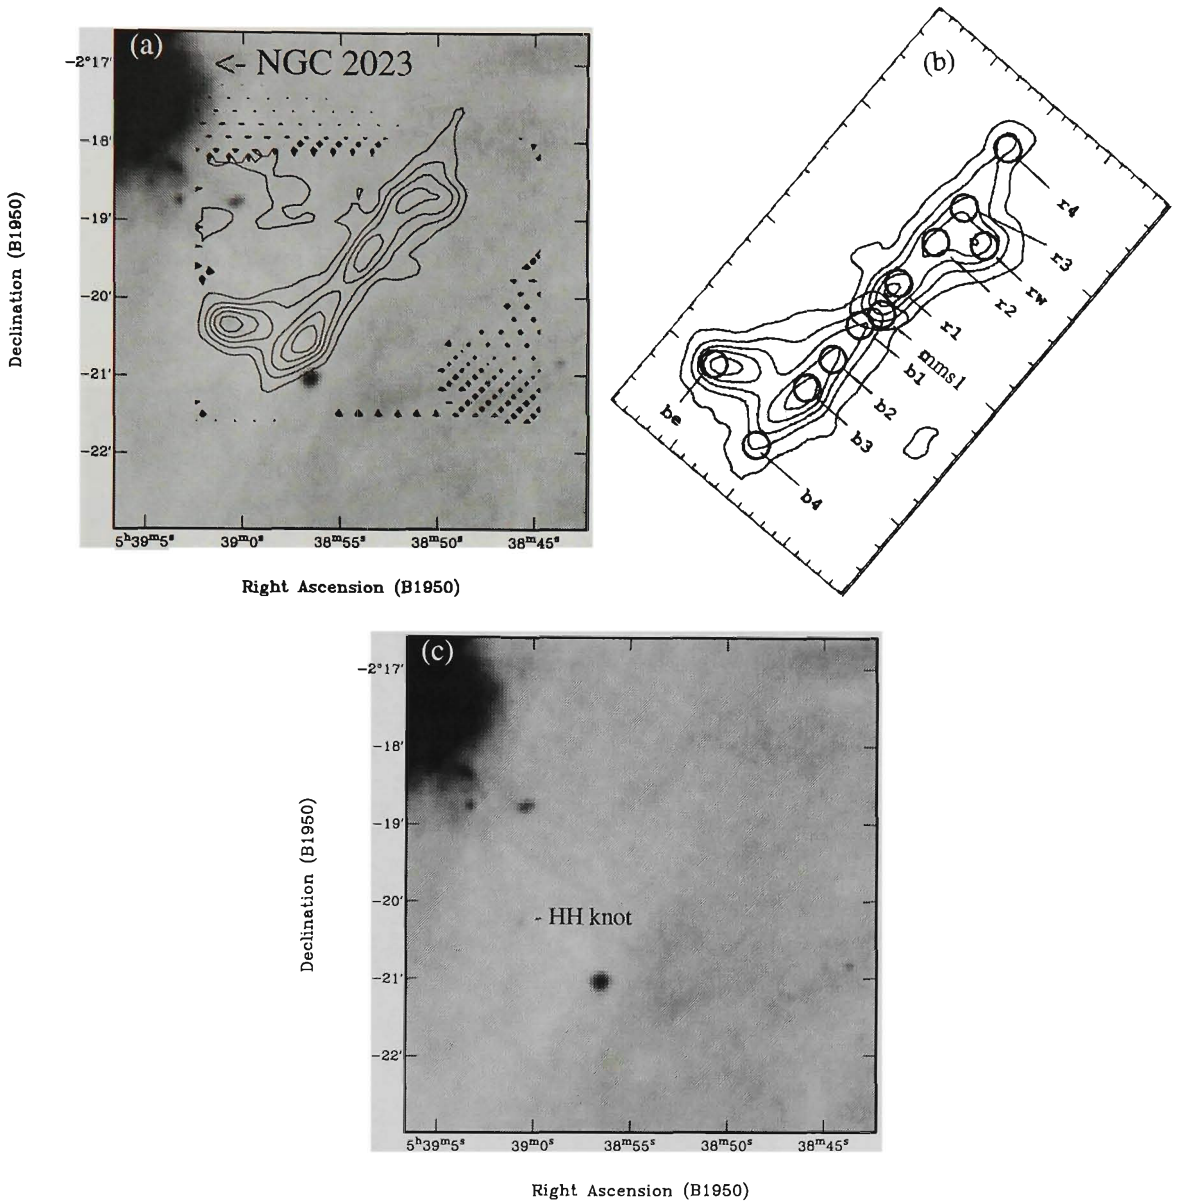 (a)
<- NGC 2023
-2°17'
-18'
-19'
-20'
-21'
-22'
5ʰ39ᵐ5ˢ 39ᵐ0ˢ 38ᵐ55ˢ 38ᵐ50ˢ 38ᵐ45ˢ
Right Ascension (B1950)
Declination (B1950)
(b)
r4
r3
rw
r2
r1
mms1
b1
b2
b3
b4
be
(c)
-2°17'
-18'
-19'
-20'
-21'
-22'
- HH knot
5ʰ39ᵐ5ˢ 39ᵐ0ˢ 38ᵐ55ˢ 38ᵐ50ˢ 38ᵐ45ˢ
Right Ascension (B1950)
Declination (B1950)